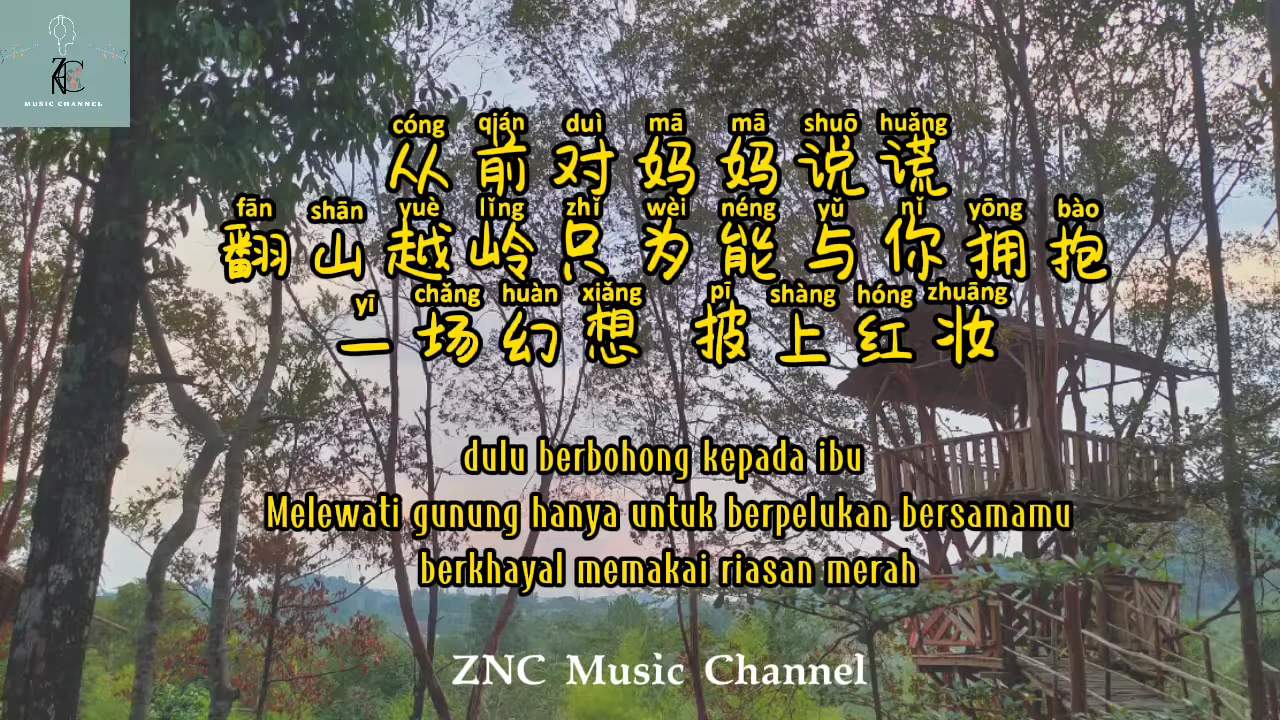 ZNC
MUSIC CHANNEL
cóng qián duì mā mā shuō huǎng
从前对妈妈说谎
fān shān yuè lǐng zhǐ wèi néng yǔ nǐ yōng bào
翻山越岭只为能与你拥抱
yī chǎng huàn xiǎng pī shàng hóng zhuāng
一场幻想 披上红妆
dulu berbohong kepada ibu
Melewati gunung hanya untuk berpelukan bersamamu
berkhayal memakai riasan merah
ZNC Music Channel